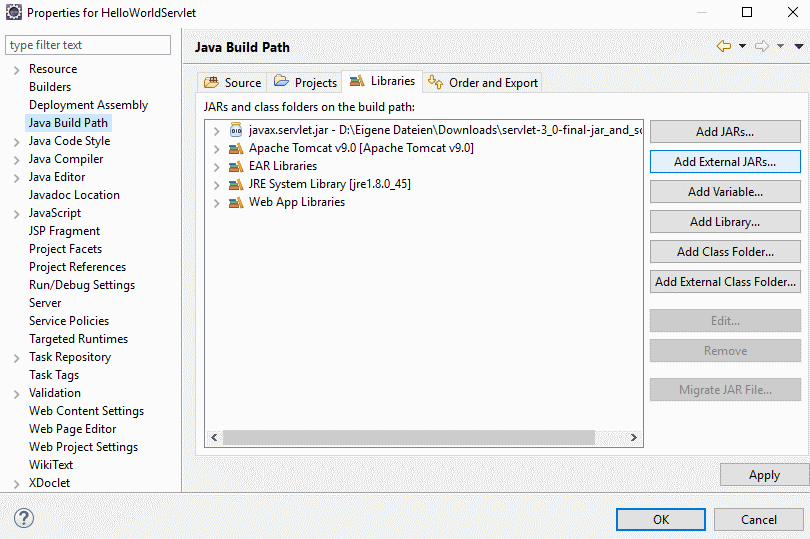 Properties for HelloWorldServlet
type filter text
Resource
Builders
Deployment Assembly
Java Build Path
Java Code Style
Java Compiler
Java Editor
Javadoc Location
JavaScript
JSP Fragment
Project Facets
Project References
Run/Debug Settings
Server
Service Policies
Targeted Runtimes
Task Repository
Task Tags
Validation
Web Content Settings
Web Page Editor
Web Project Settings
WikiText
XDoclet
Java Build Path
Source Projects Libraries Order and Export
JARs and class folders on the build path:
javax.servlet.jar - D:\Eigene Dateien\Downloads\servlet-3_0-final-jar_and_sc
Apache Tomcat v9.0 [Apache Tomcat v9.0]
EAR Libraries
JRE System Library [jre1.8.0_45]
Web App Libraries
Add JARs...
Add External JARs...
Add Variable...
Add Library...
Add Class Folder...
Add External Class Folder...
Edit...
Remove
Migrate JAR File...
Apply
OK Cancel